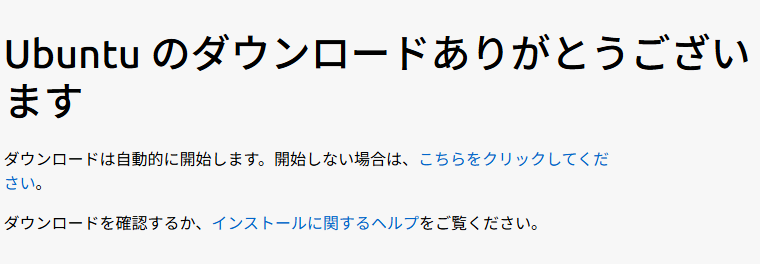 Ubuntu のダウンロードありがとうござい
ます
ダウンロードは自動的に開始します。開始しない場合は、こちらをクリックしてくだ
さい。
ダウンロードを確認するか、インストールに関するヘルプをご覧ください。